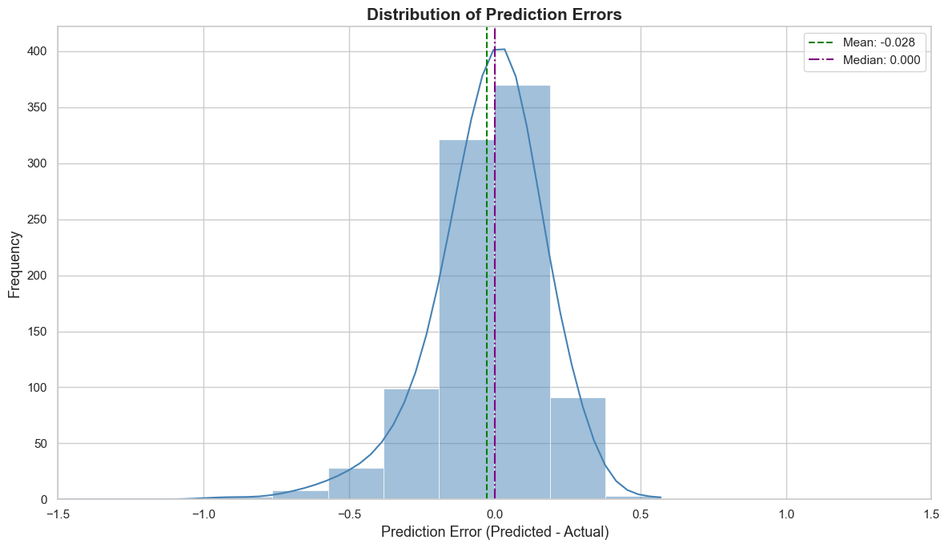 Distribution of Prediction Errors
Mean: -0.028
Median: 0.000
400
350
300
250
200
150
100
50
0
Frequency
−1.5 −1.0 −0.5 0.0 0.5 1.0 1.5
Prediction Error (Predicted - Actual)